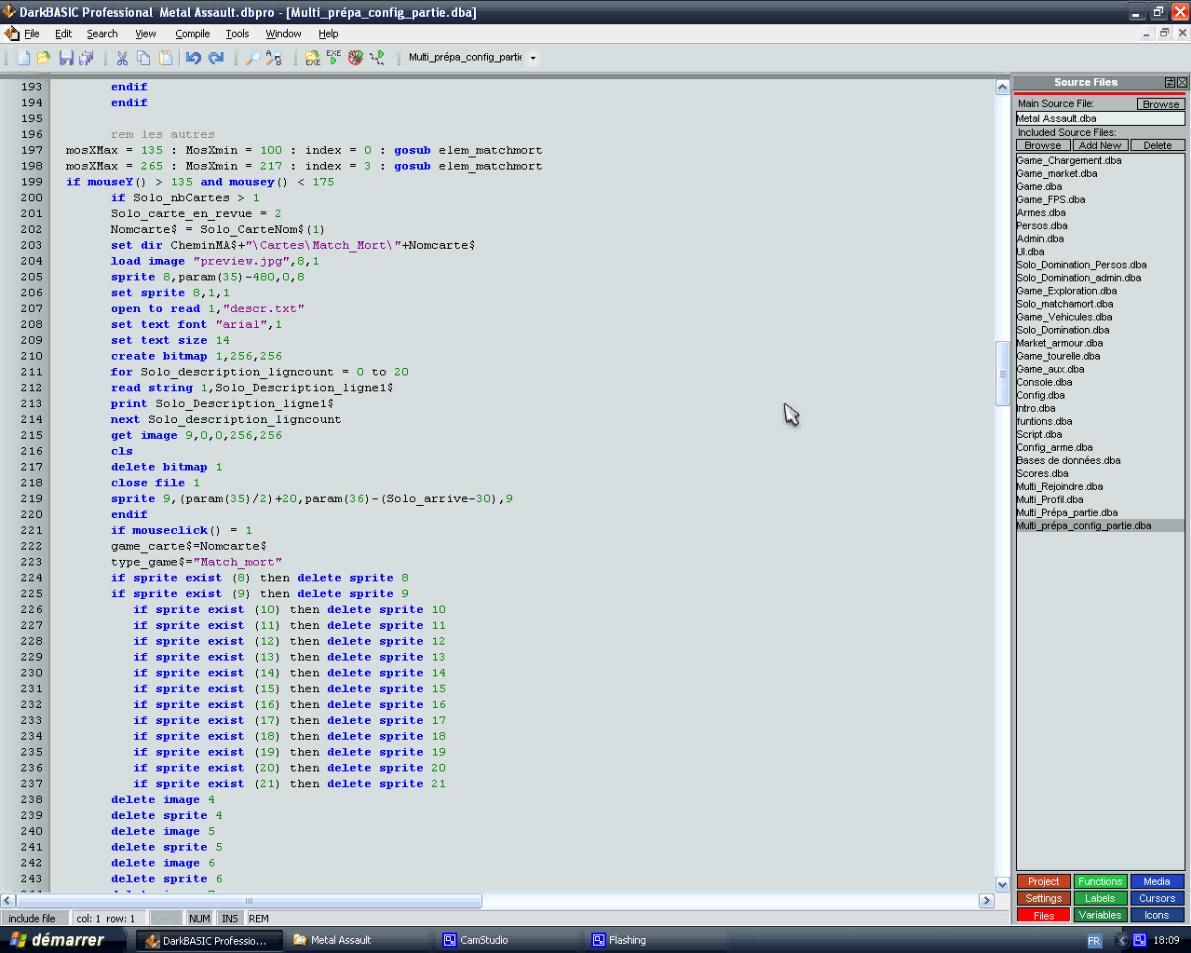 DarkBASIC Professional  Metal Assault.dbpro - [Multi_prépa_config_partie.dba]
File Edit Search View Compile Tools Window Help
EXE EXE Multi_prépa_config_partie
193 endif
194 endif
195
196 rem les autres
197 mosXMax = 135 : MosXmin = 100 : index = 0 : gosub elem_matchmort
198 mosXMax = 265 : MosXmin = 217 : index = 3 : gosub elem_matchmort
199 if mouseY() > 135 and mousey() < 175
200 if Solo_nbCartes > 1
201 Solo_carte_en_revue = 2
202 Nomcarte$ = Solo_CarteNom$(1)
203 set dir CheminMA$+"\Cartes\Match_Mort\"+Nomcarte$
204 load image "preview.jpg",8,1
205 sprite 8,param(35)-480,0,8
206 set sprite 8,1,1
207 open to read 1,"descr.txt"
208 set text font "arial",1
209 set text size 14
210 create bitmap 1,256,256
211 for Solo_description_ligncount = 0 to 20
212 read string 1,Solo_Description_ligne1$
213 print Solo_Description_ligne1$
214 next Solo_description_ligncount
215 get image 9,0,0,256,256
216 cls
217 delete bitmap 1
218 close file 1
219 sprite 9,(param(35)/2)+20,param(36)-(Solo_arrive-30),9
220 endif
221 if mouseclick() = 1
222 game_carte$=Nomcarte$
223 type_game$="Match_mort"
224 if sprite exist (8) then delete sprite 8
225 if sprite exist (9) then delete sprite 9
226 if sprite exist (10) then delete sprite 10
227 if sprite exist (11) then delete sprite 11
228 if sprite exist (12) then delete sprite 12
229 if sprite exist (13) then delete sprite 13
230 if sprite exist (14) then delete sprite 14
231 if sprite exist (15) then delete sprite 15
232 if sprite exist (16) then delete sprite 16
233 if sprite exist (17) then delete sprite 17
234 if sprite exist (18) then delete sprite 18
235 if sprite exist (19) then delete sprite 19
236 if sprite exist (20) then delete sprite 20
237 if sprite exist (21) then delete sprite 21
238 delete image 4
239 delete sprite 4
240 delete image 5
241 delete sprite 5
242 delete image 6
243 delete sprite 6
Source Files
Main Source File: Browse
Metal Assault.dba
Included Source Files:
Browse Add New Delete
Game_Chargement.dba
Game_market.dba
Game.dba
Game_FPS.dba
Armes.dba
Persos.dba
Admin.dba
UI.dba
Solo_Domination_Persos.dba
Solo_Domination_admin.dba
Game_Exploration.dba
Solo_matchamort.dba
Game_Vehicules.dba
Solo_Domination.dba
Market_armour.dba
Game_tourelle.dba
Game_aux.dba
Console.dba
Config.dba
Intro.dba
funtions.dba
Script.dba
Config_arme.dba
Bases de données.dba
Scores.dba
Multi_Rejoindre.dba
Multi_Profil.dba
Multi_Prépa_partie.dba
Multi_prépa_config_partie.dba
Project Functions Media
Settings Labels Cursors
Files Variables Icons
include file col: 1 row: 1 NUM INS REM
démarrer DarkBASIC Professio... Metal Assault CamStudio Flashing FR 18:09